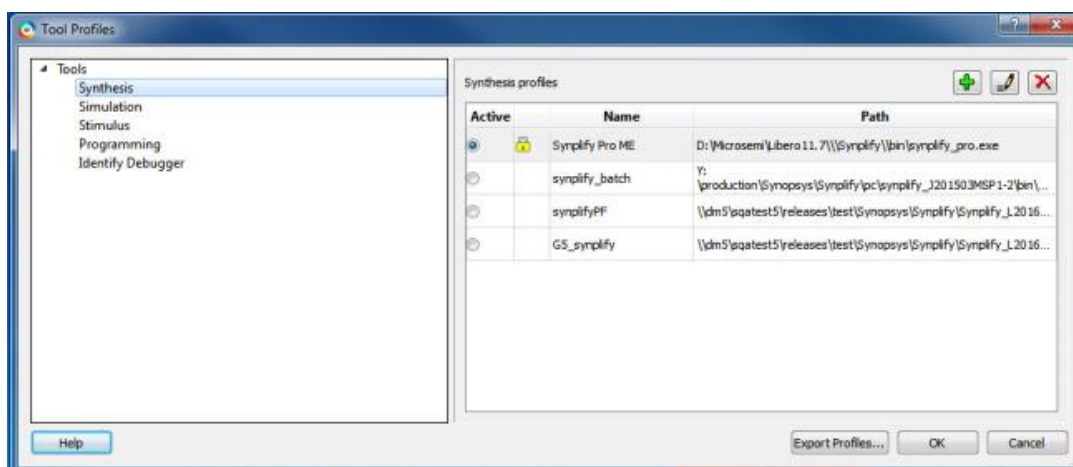 Tool Profiles
Tools
Synthesis
Simulation
Stimulus
Programming
Identify Debugger
Synthesis profiles
Active Name Path
Synplify Pro ME D:\Microsemi\Libero11.7\\\Synplify\\bin\synplify_pro.exe
synplify_batch Y:
\production\Synopsys\Synplify\pc\synplify_J201503MSP1-2\bin\...
synplifyPF \\dm5\sqatest5\releases\test\Synopsys\Synplify\Synplify_L2016...
GS_synplify \\dm5\sqatest5\releases\test\Synopsys\Synplify\Synplify_L2016...
Help Export Profiles... OK Cancel